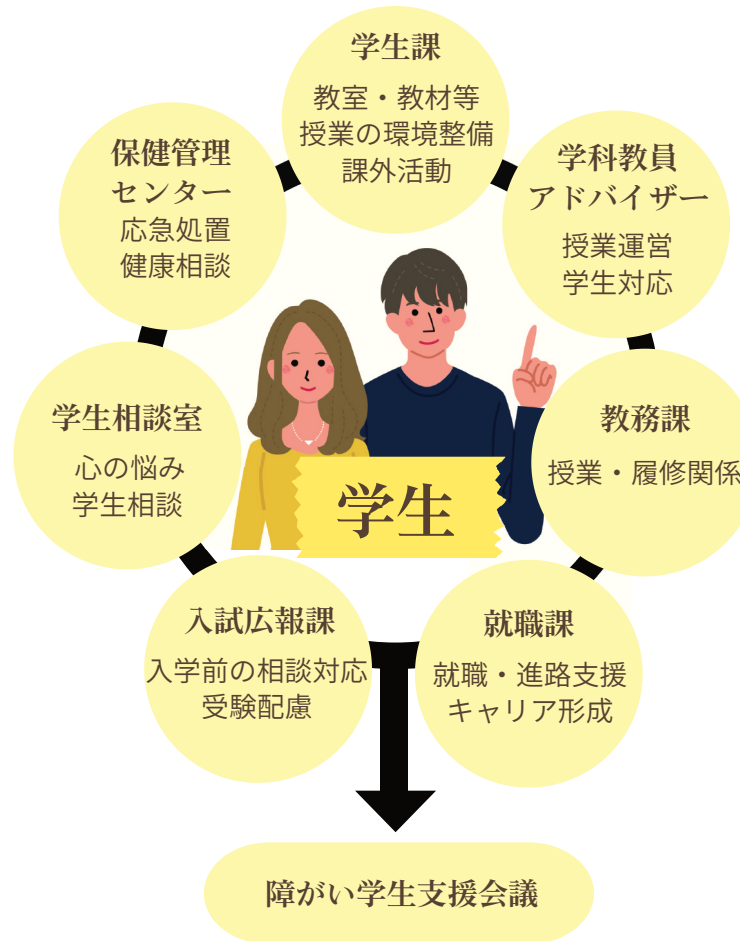 学生課
教室・教材等
授業の環境整備
課外活動
学科教員
アドバイザー
授業運営
学生対応
教務課
授業・履修関係
就職課
就職・進路支援
キャリア形成
入試広報課
入学前の相談対応
受験配慮
学生相談室
心の悩み
学生相談
保健管理
センター
応急処置
健康相談
学生
障がい学生支援会議